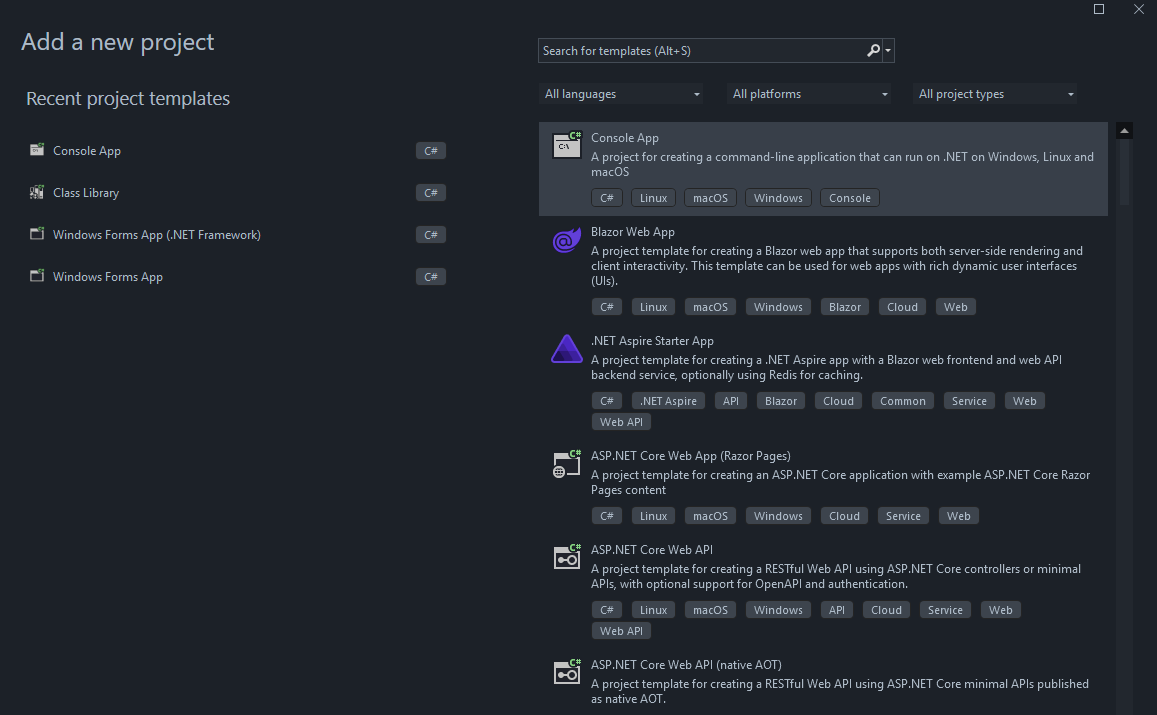 Add a new project
Recent project templates
Console App
C#
Class Library
C#
Windows Forms App (.NET Framework)
C#
Windows Forms App
C#
Search for templates (Alt+S)
All languages
All platforms
All project types
C#
C:\
Console App
A project for creating a command-line application that can run on .NET on Windows, Linux and
macOS
C# Linux macOS Windows Console
Blazor Web App
A project template for creating a Blazor web app that supports both server-side rendering and
client interactivity. This template can be used for web apps with rich dynamic user interfaces
(UIs).
C# Linux macOS Windows Blazor Cloud Web
.NET Aspire Starter App
A project template for creating a .NET Aspire app with a Blazor web frontend and web API
backend service, optionally using Redis for caching.
C# .NET Aspire API Blazor Cloud Common Service Web
Web API
C#
ASP.NET Core Web App (Razor Pages)
A project template for creating an ASP.NET Core application with example ASP.NET Core Razor
Pages content
C# Linux macOS Windows Cloud Service Web
C#
ASP.NET Core Web API
A project template for creating a RESTful Web API using ASP.NET Core controllers or minimal
APIs, with optional support for OpenAPI and authentication.
C# Linux macOS Windows API Cloud Service Web
Web API
C#
ASP.NET Core Web API (native AOT)
A project template for creating a RESTful Web API using ASP.NET Core minimal APIs published
as native AOT.